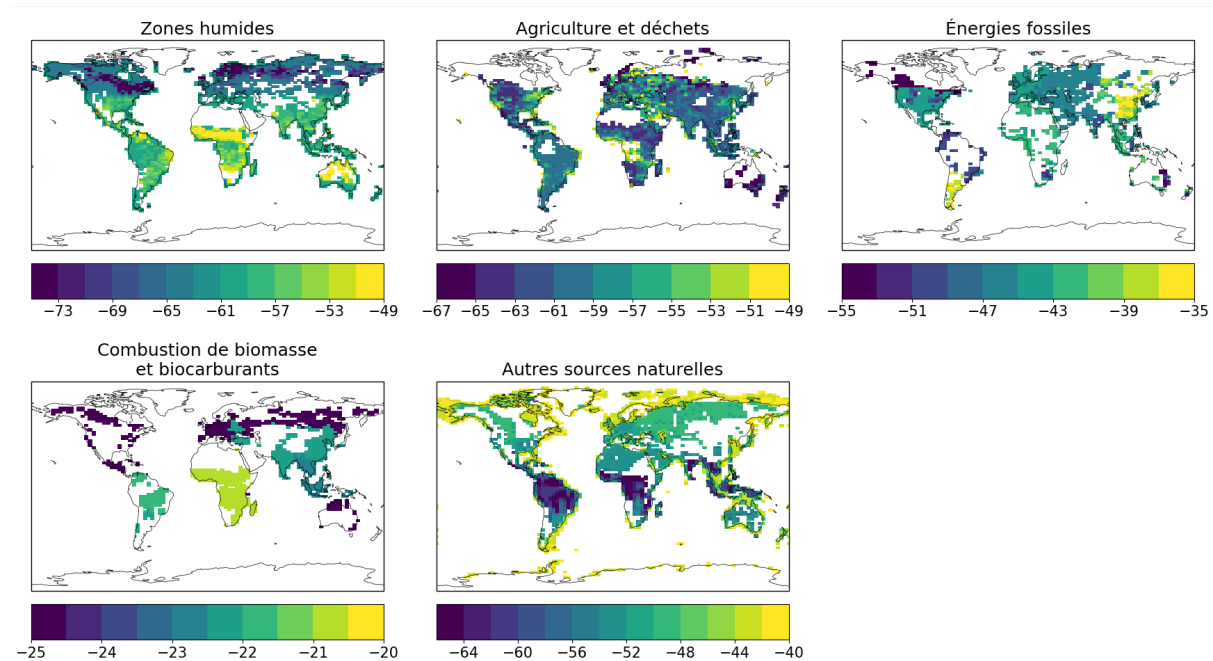 Zones humides
Agriculture et déchets
Énergies fossiles
−73 −69 −65 −61 −57 −53 −49
−67 −65 −63 −61 −59 −57 −55 −53 −51 −49
−55 −51 −47 −43 −39 −35
Combustion de biomasse
et biocarburants
Autres sources naturelles
−25 −24 −23 −22 −21 −20
−64 −60 −56 −52 −48 −44 −40